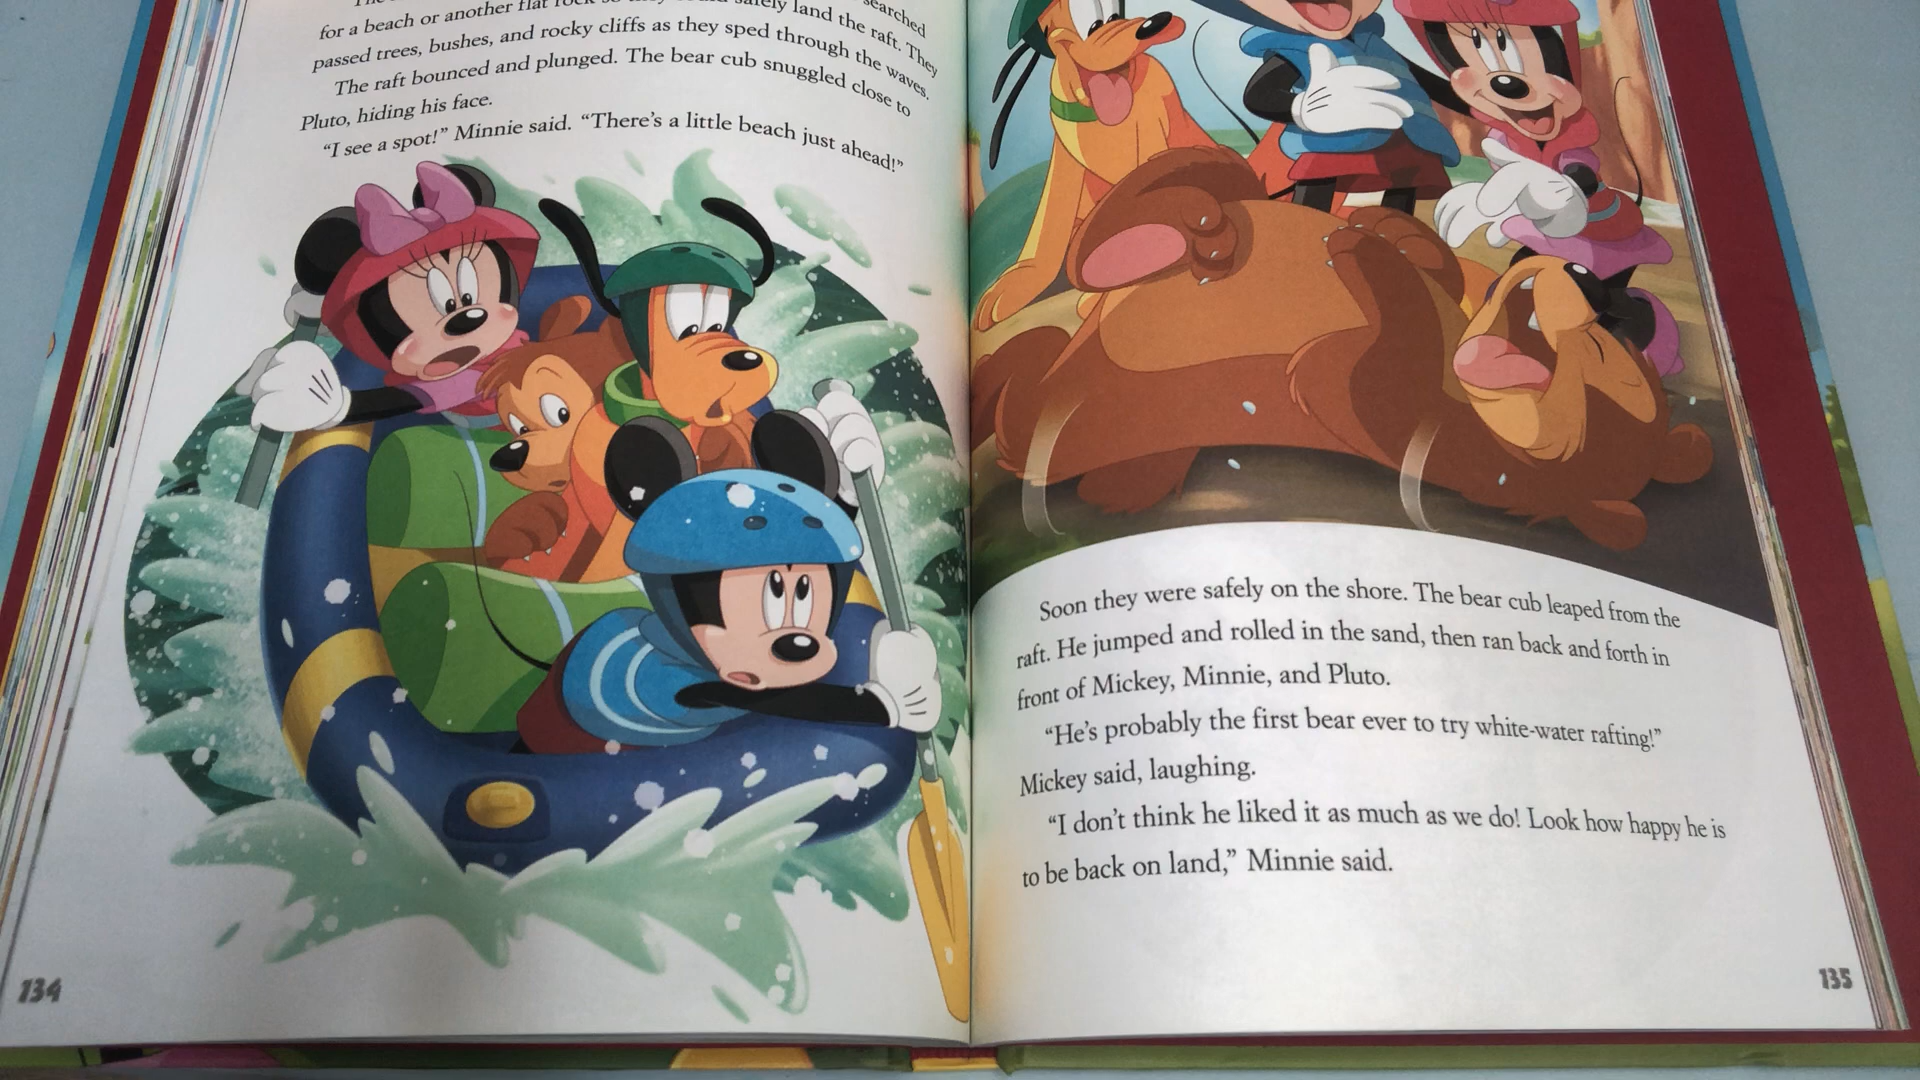 for a beach or another flat rock so they could safely land the raft. They
passed trees, bushes, and rocky cliffs as they sped through the waves.
The raft bounced and plunged. The bear cub snuggled close to
Pluto, hiding his face.
“I see a spot!” Minnie said. “There’s a little beach just ahead!”
134
Soon they were safely on the shore. The bear cub leaped from the
raft. He jumped and rolled in the sand, then ran back and forth in
front of Mickey, Minnie, and Pluto.
“He’s probably the first bear ever to try white-water rafting!”
Mickey said, laughing.
“I don’t think he liked it as much as we do! Look how happy he is
to be back on land,” Minnie said.
135